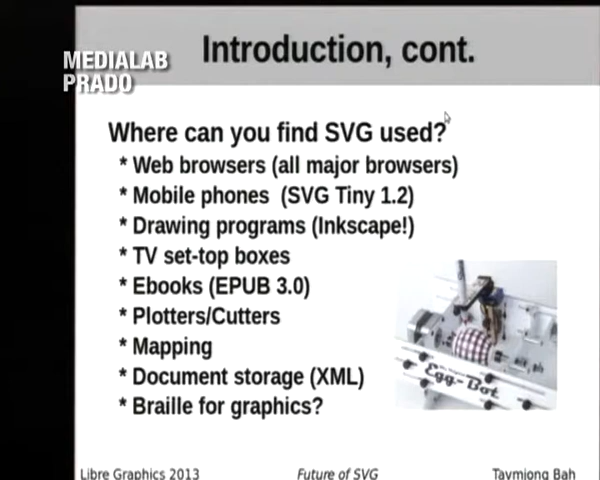 Introduction, cont.
MEDIALAB
PRADO
Where can you find SVG used?
* Web browsers (all major browsers)
* Mobile phones (SVG Tiny 1.2)
* Drawing programs (Inkscape!)
* TV set-top boxes
* Ebooks (EPUB 3.0)
* Plotters/Cutters
* Mapping
* Document storage (XML)
* Braille for graphics?
Egg-Bot
Libre Graphics 2013
Future of SVG
Tavmjong Bah